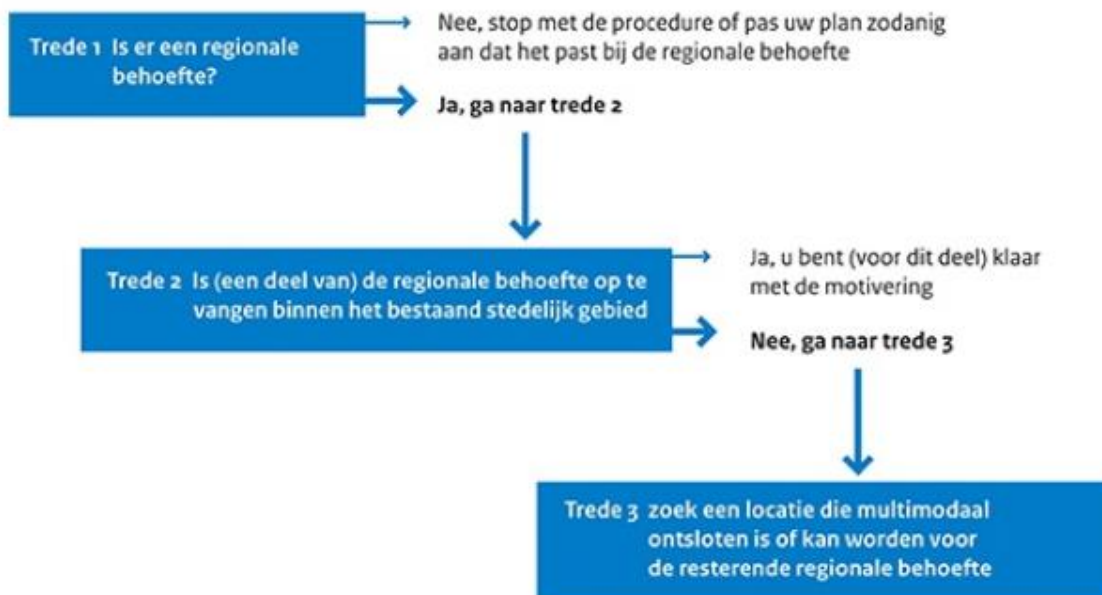 Trede 1 Is er een regionale
behoefte?
Nee, stop met de procedure of pas uw plan zodanig
aan dat het past bij de regionale behoefte
Ja, ga naar trede 2
Trede 2 Is (een deel van) de regionale behoefte op te
vangen binnen het bestaand stedelijk gebied
Ja, u bent (voor dit deel) klaar
met de motivering
Nee, ga naar trede 3
Trede 3 zoek een locatie die multimodaal
ontsloten is of kan worden voor
de resterende regionale behoefte